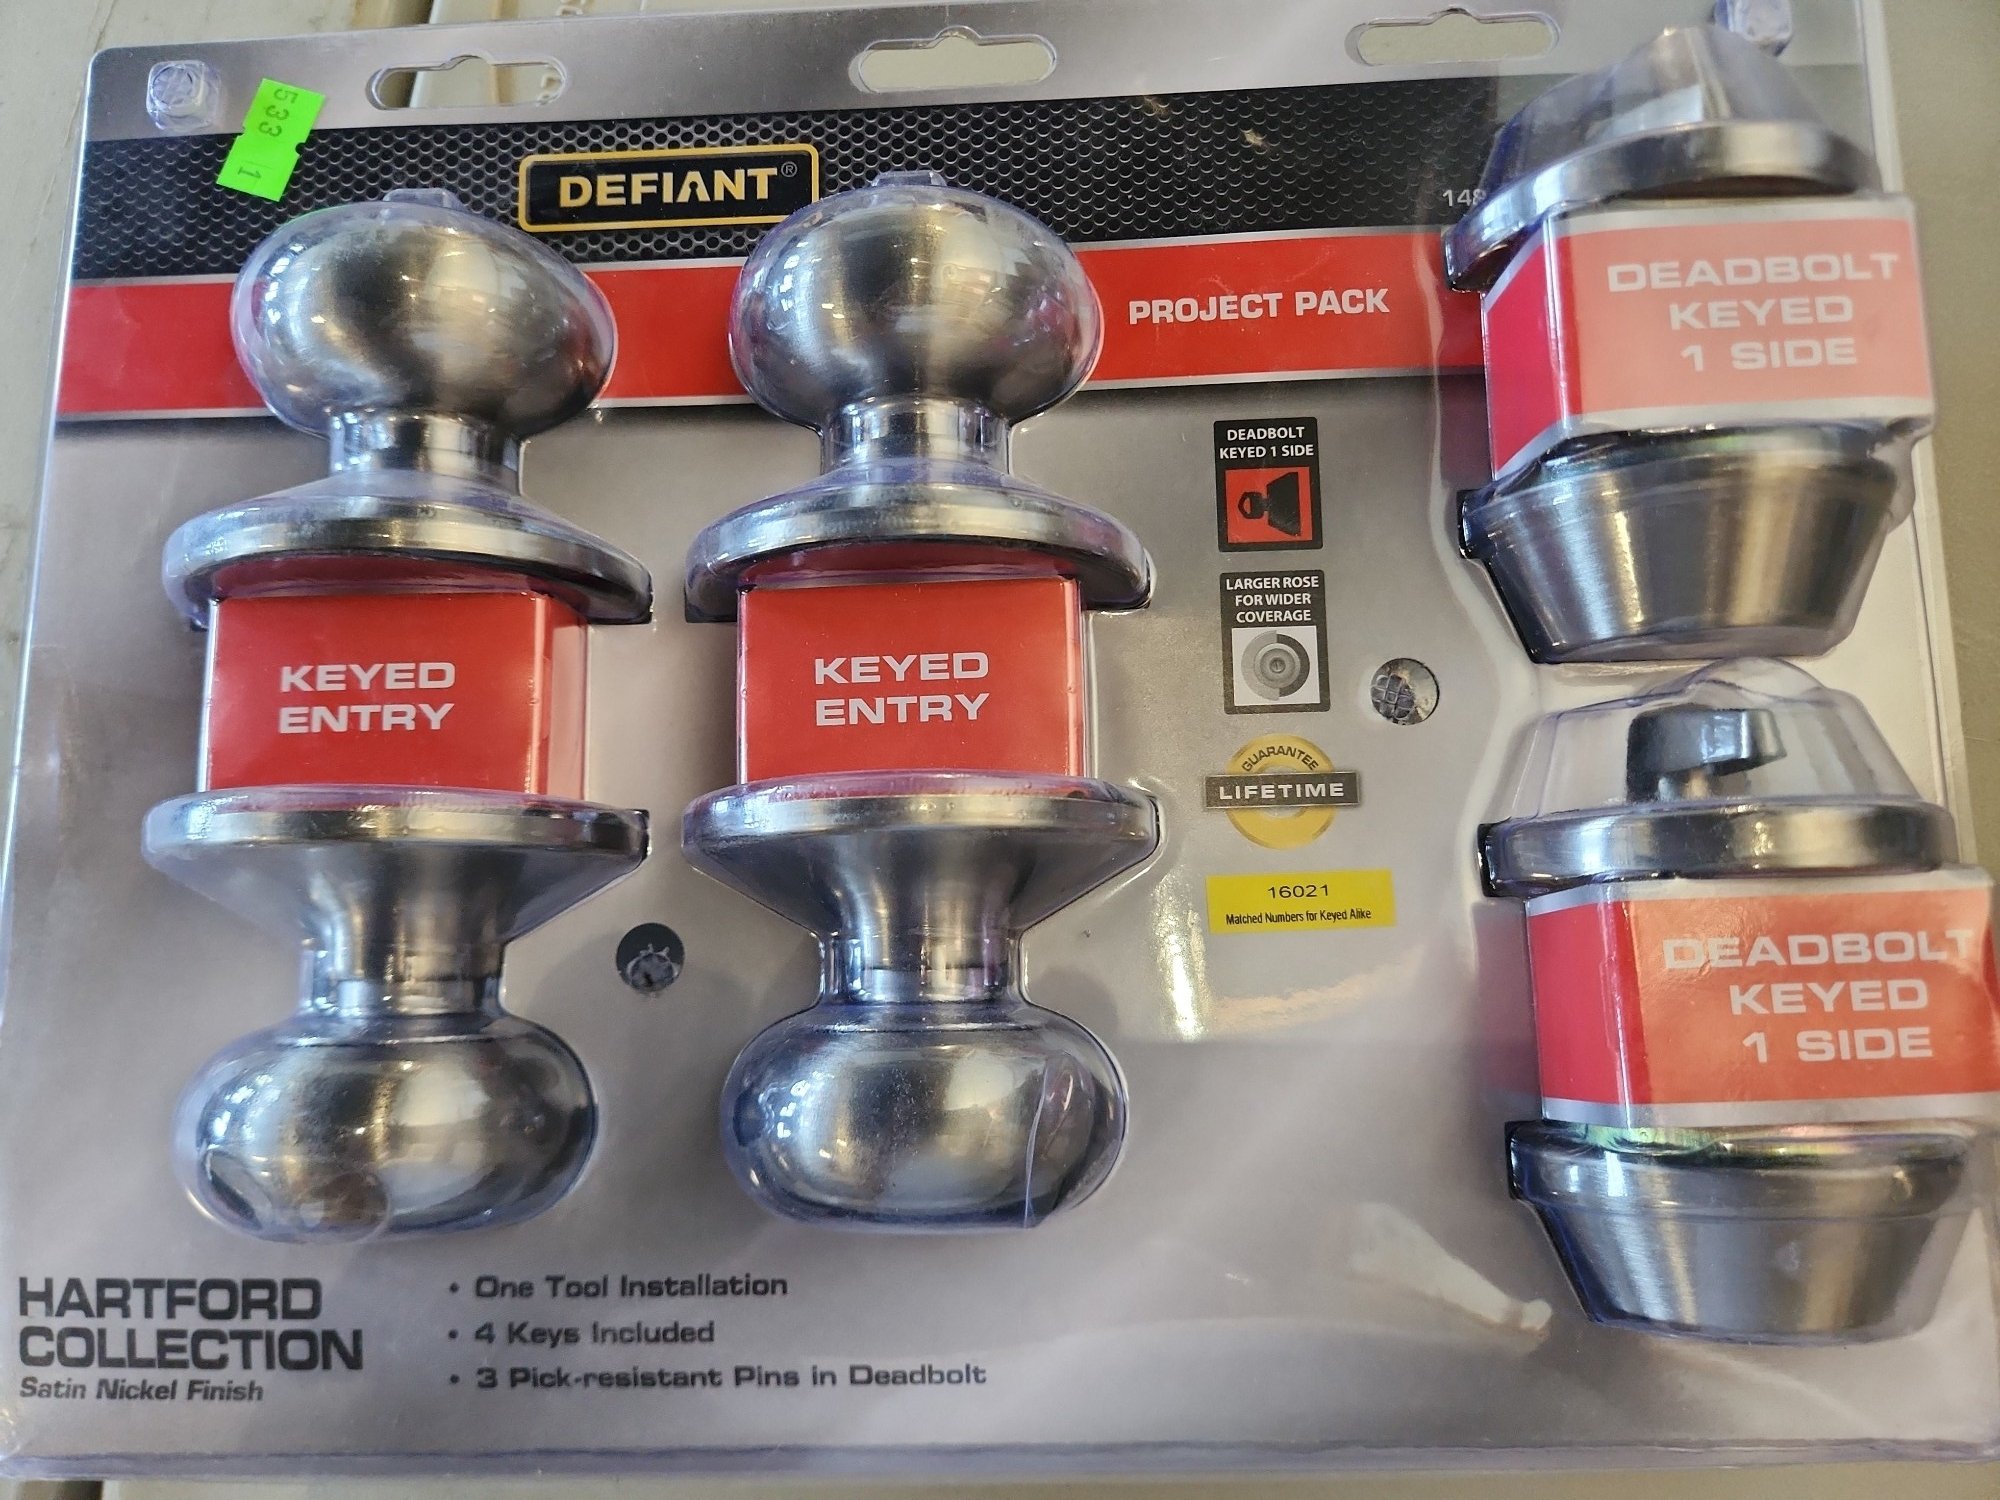 533
1
DEFIANT®
148
PROJECT PACK
DEADBOLT
KEYED
1 SIDE
DEADBOLT
KEYED 1 SIDE
LARGER ROSE
FOR WIDER
COVERAGE
KEYED
ENTRY
KEYED
ENTRY
GUARANTEE
LIFETIME
16021
Matched Numbers for Keyed Alike
DEADBOLT
KEYED
1 SIDE
HARTFORD
COLLECTION
Satin Nickel Finish
• One Tool Installation
• 4 Keys Included
• 3 Pick-resistant Pins in Deadbolt